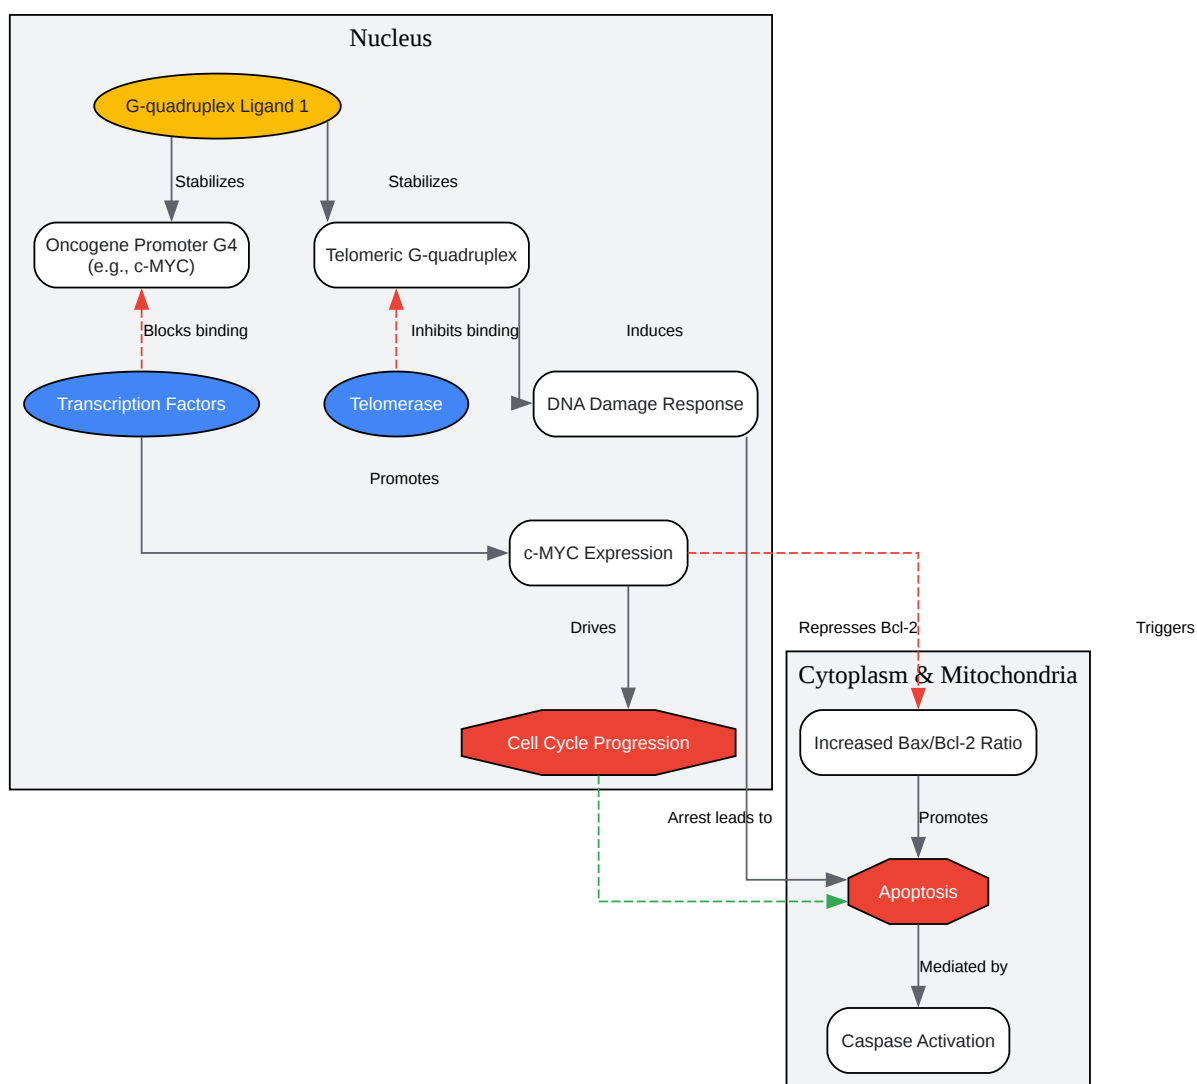 Nucleus
G-quadruplex Ligand 1
Stabilizes
Stabilizes
Oncogene Promoter G4
(e.g., c-MYC)
Telomeric G-quadruplex
Blocks binding
Inhibits binding
Induces
Transcription Factors
Telomerase
DNA Damage Response
Promotes
c-MYC Expression
Drives
Represses Bcl-2
Triggers
Cytoplasm & Mitochondria
Cell Cycle Progression
Increased Bax/Bcl-2 Ratio
Arrest leads to
Promotes
Apoptosis
Mediated by
Caspase Activation